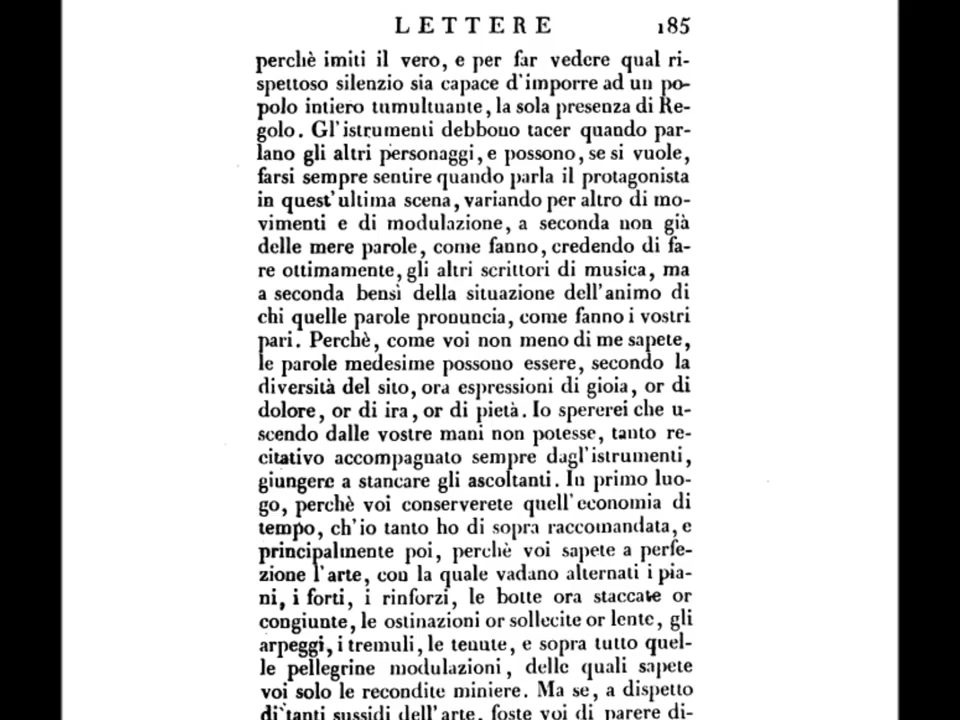 LETTERE 185
perchè imiti il vero, e per far vedere qual ri-
spettoso silenzio sia capace d'imporre ad un po-
polo intiero tumultuante, la sola presenza di Re-
golo. Gl'istrumenti debbono tacer quando par-
lano gli altri personaggi, e possono, se si vuole,
farsi sempre sentire quando parla il protagonista
in quest'ultima scena, variando per altro di mo-
vimenti e di modulazione, a seconda non già
delle mere parole, come fanno, credendo di fa-
re ottimamente, gli altri scrittori di musica, ma
a seconda bensì della situazione dell'animo di
chi quelle parole pronuncia, come fanno i vostri
pari. Perchè, come voi non meno di me sapete,
le parole medesime possono essere, secondo la
diversità del sito, ora espressioni di gioia, or di
dolore, or di ira, or di pietà. Io spererei che u-
scendo dalle vostre mani non potesse, tanto re-
citativo accompagnato sempre dagl'istrumenti,
giungere a stancare gli ascoltanti. In primo luo-
go, perchè voi conserverete quell'economia di
tempo, ch'io tanto ho di sopra raccomandata, e
principalmente poi, perchè voi sapete a perfe-
zione l'arte, con la quale vadano alternati i pia-
ni, i forti, i rinforzi, le botte ora staccate or
congiunte, le ostinazioni or sollecite or lente, gli
arpeggi, i tremuli, le tenute, e sopra tutto quel-
le pellegrine modulazioni, delle quali sapete
voi solo le recondite miniere. Ma se, a dispetto
di tanti sussidi dell'arte, foste voi di parere di-